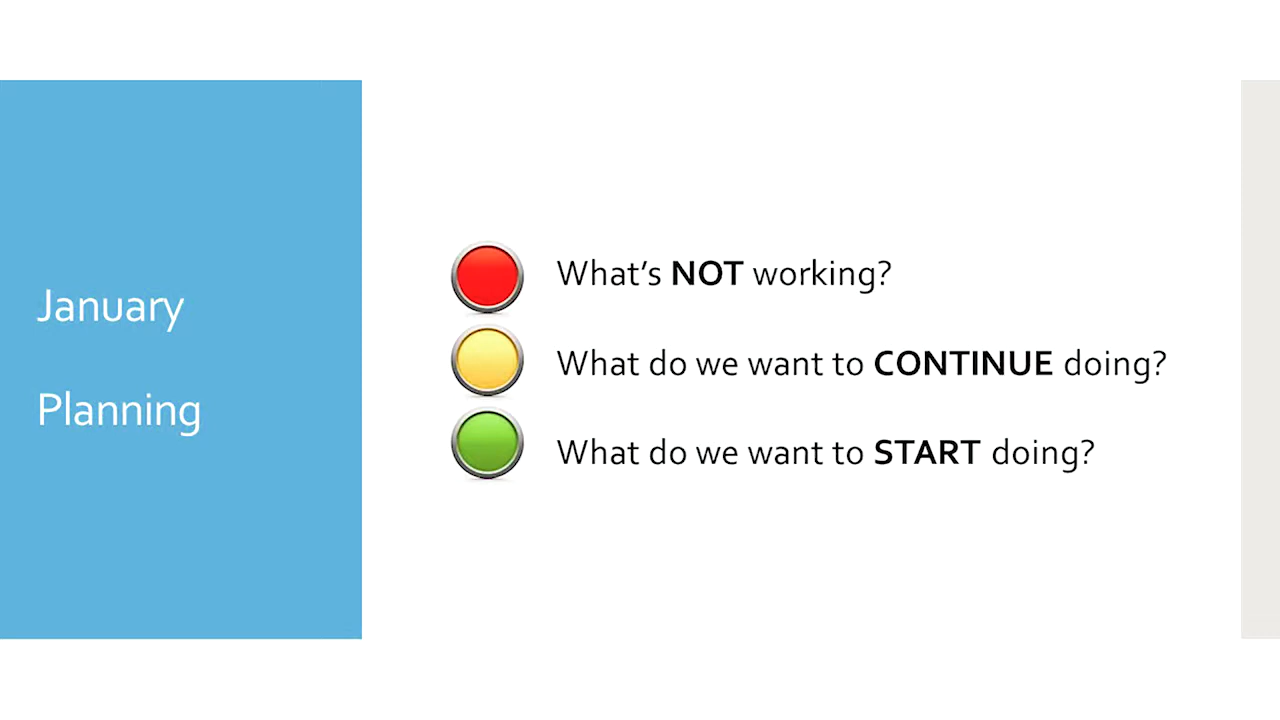 January
Planning
What's NOT working?
What do we want to CONTINUE doing?
What do we want to START doing?